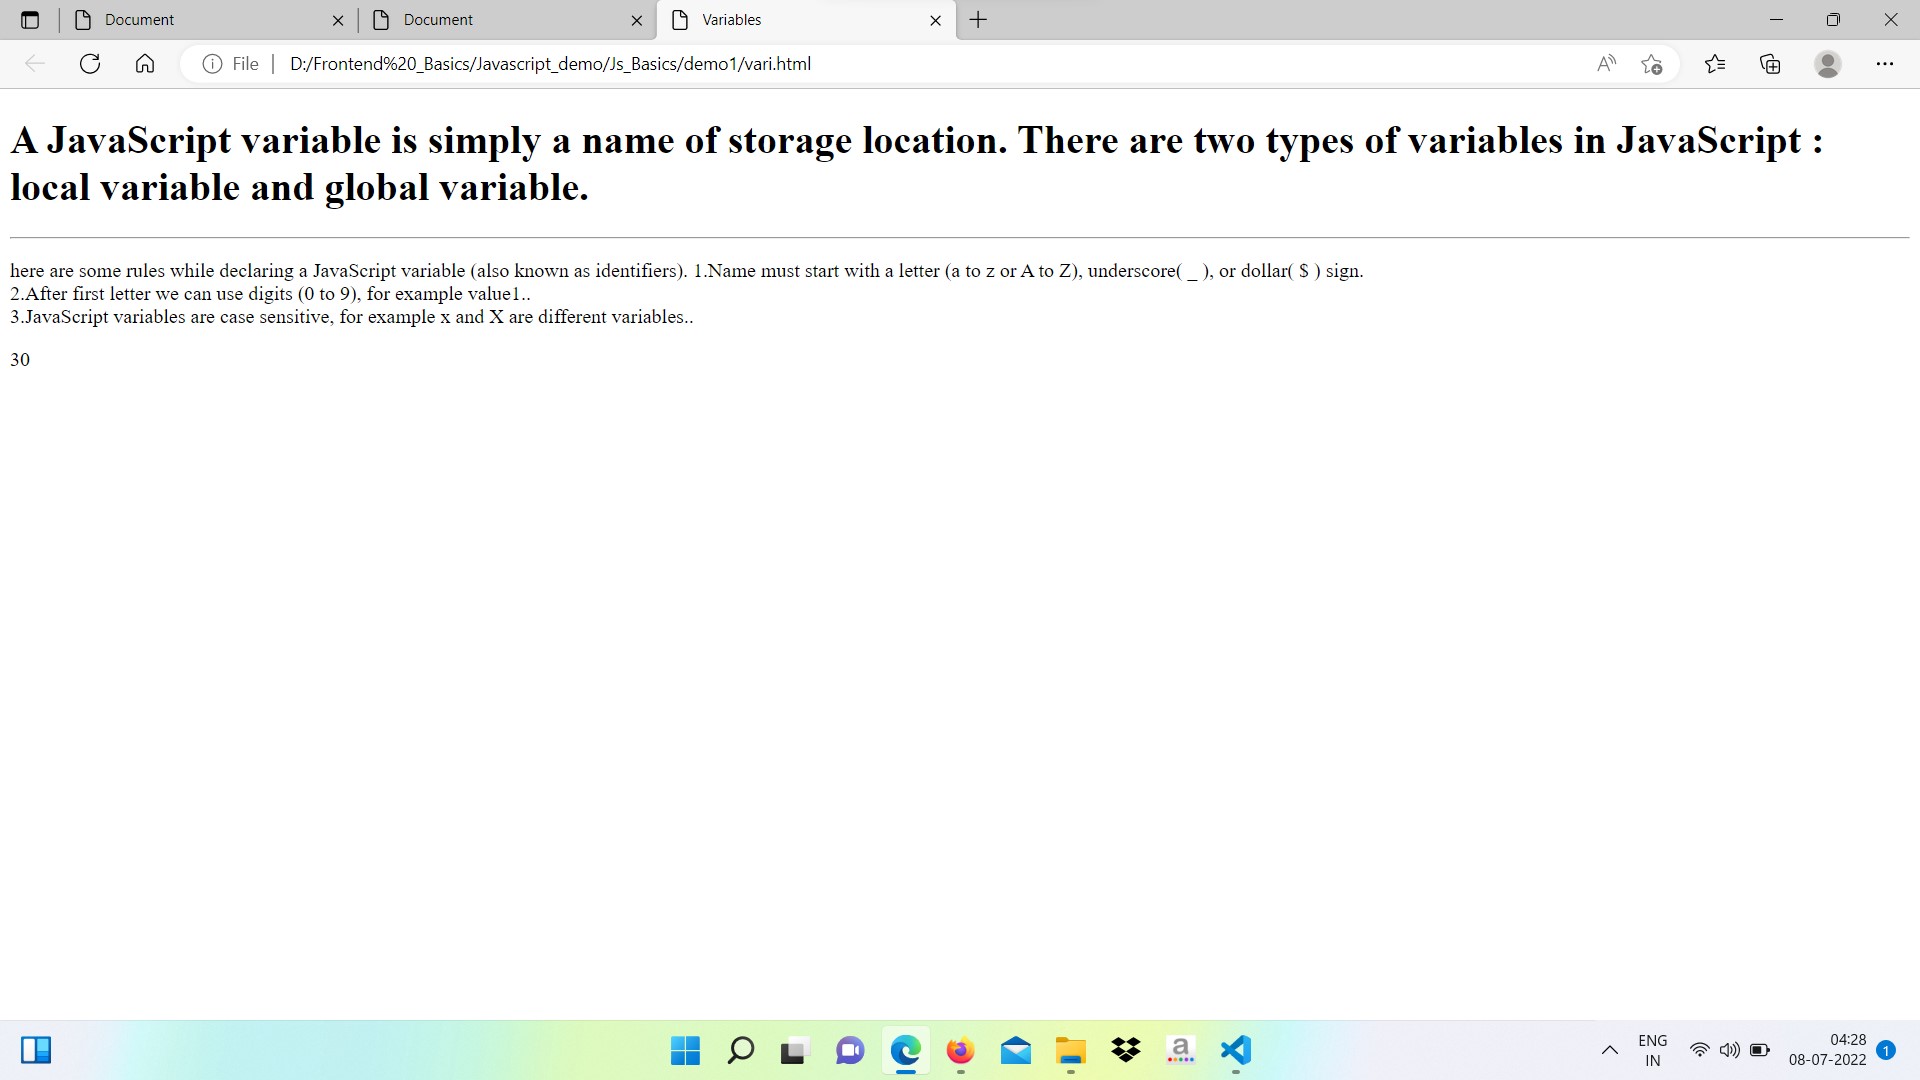 Document
Document
Variables
File
D:/Frontend%20_Basics/Javascript_demo/Js_Basics/demo1/vari.html
A JavaScript variable is simply a name of storage location. There are two types of variables in JavaScript :
local variable and global variable.
here are some rules while declaring a JavaScript variable (also known as identifiers). 1.Name must start with a letter (a to z or A to Z), underscore( _ ), or dollar( $ ) sign.
2.After first letter we can use digits (0 to 9), for example value1..
3.JavaScript variables are case sensitive, for example x and X are different variables..
30
a
ENG
IN
04:28
08-07-2022
1